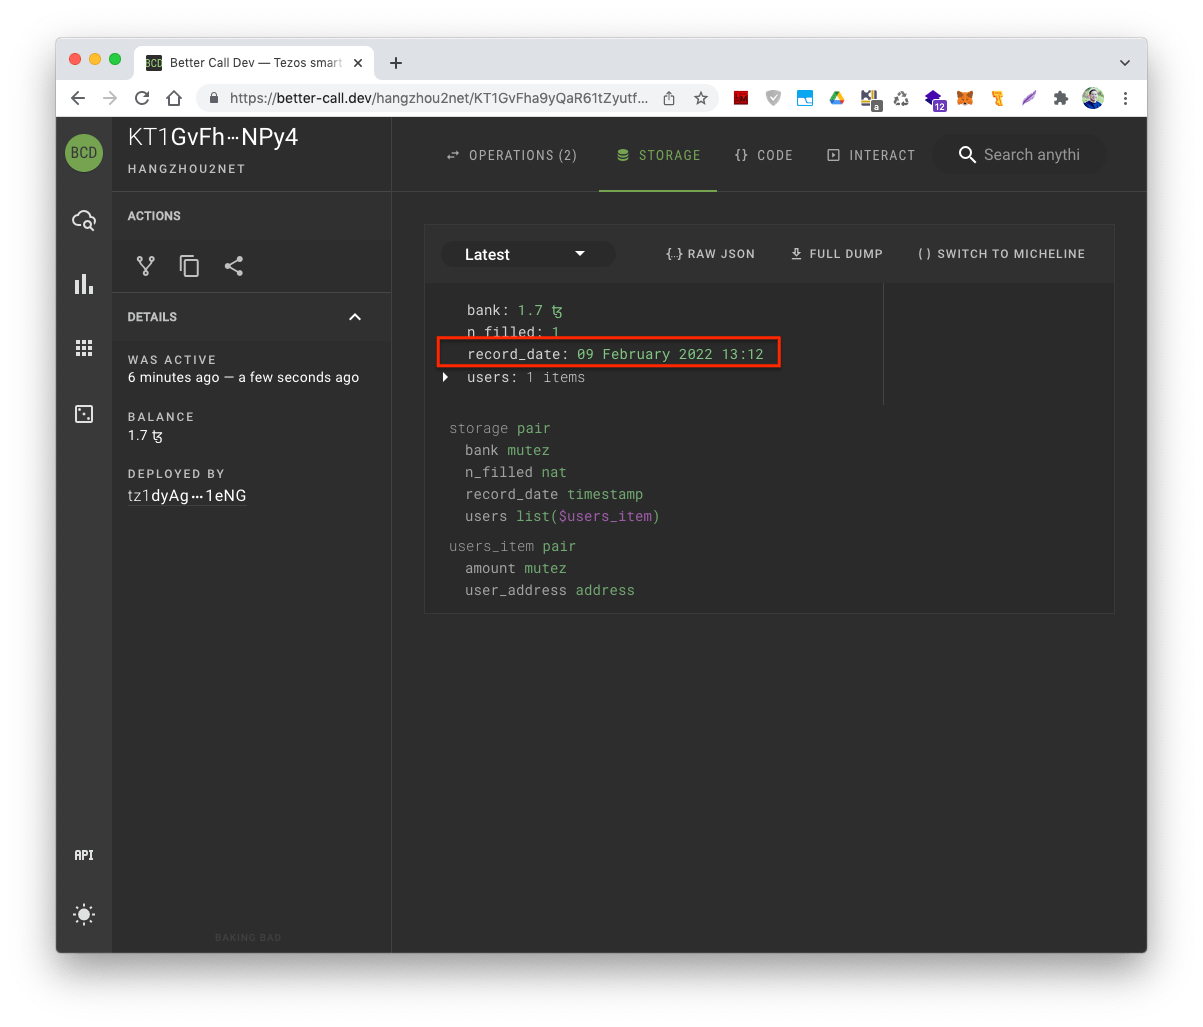 BCD Better Call Dev — Tezos smart
https://better-call.dev/hangzhou2net/KT1GvFha9yQaR61tZyutf...
a
12
BCD
KT1GvFh···NPy4
HANGZHOU2NET
OPERATIONS (2)
STORAGE
{} CODE
INTERACT
Search anythi
ACTIONS
DETAILS
WAS ACTIVE
6 minutes ago — a few seconds ago
BALANCE
1.7 ꜩ
DEPLOYED BY
tz1dyAg···1eNG
Latest
{..} RAW JSON
FULL DUMP
() SWITCH TO MICHELINE
bank: 1.7 ꜩ
n_filled: 1
record_date: 09 February 2022 13:12
users: 1 items
storage pair
bank mutez
n_filled nat
record_date timestamp
users list($users_item)
users_item pair
amount mutez
user_address address
API
BAKING BAD